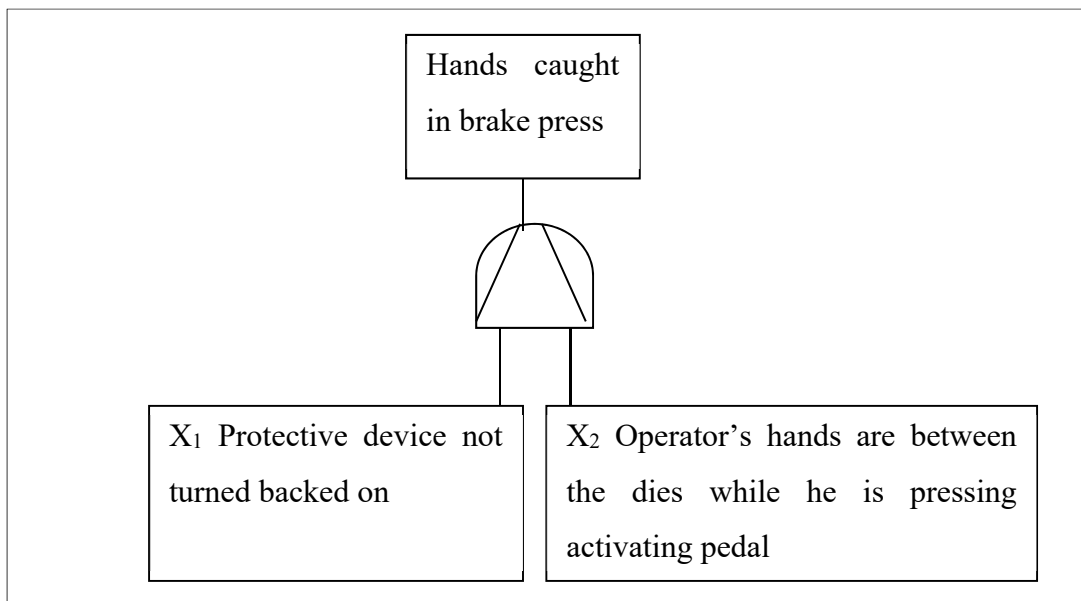 Hands caught
in brake press
X₁ Protective device not
turned backed on
X₂ Operator's hands are between
the dies while he is pressing
activating pedal